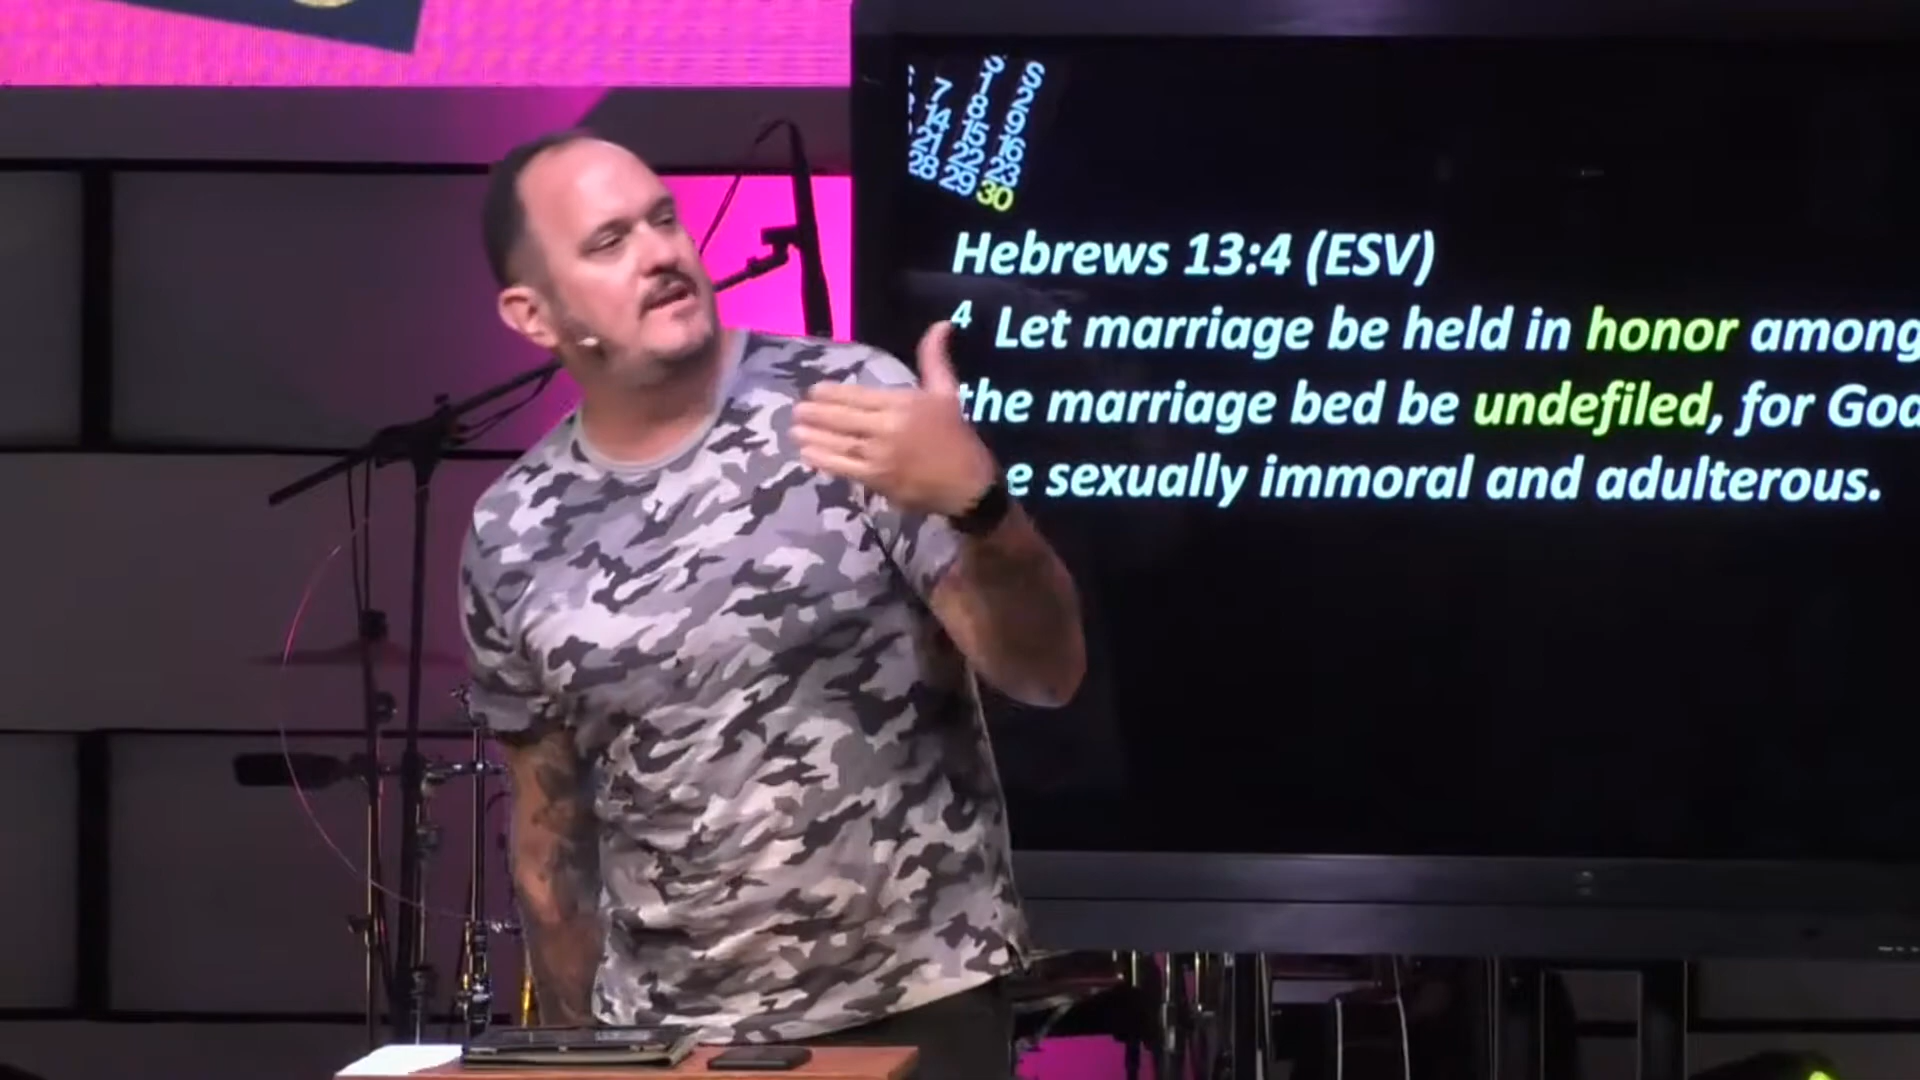 S S
7 1 2
14 8 9
21 15 16
28 22 23
29 30
Hebrews 13:4 (ESV)
4 Let marriage be held in honor among
the marriage bed be undefiled, for God
sexually immoral and adulterous.